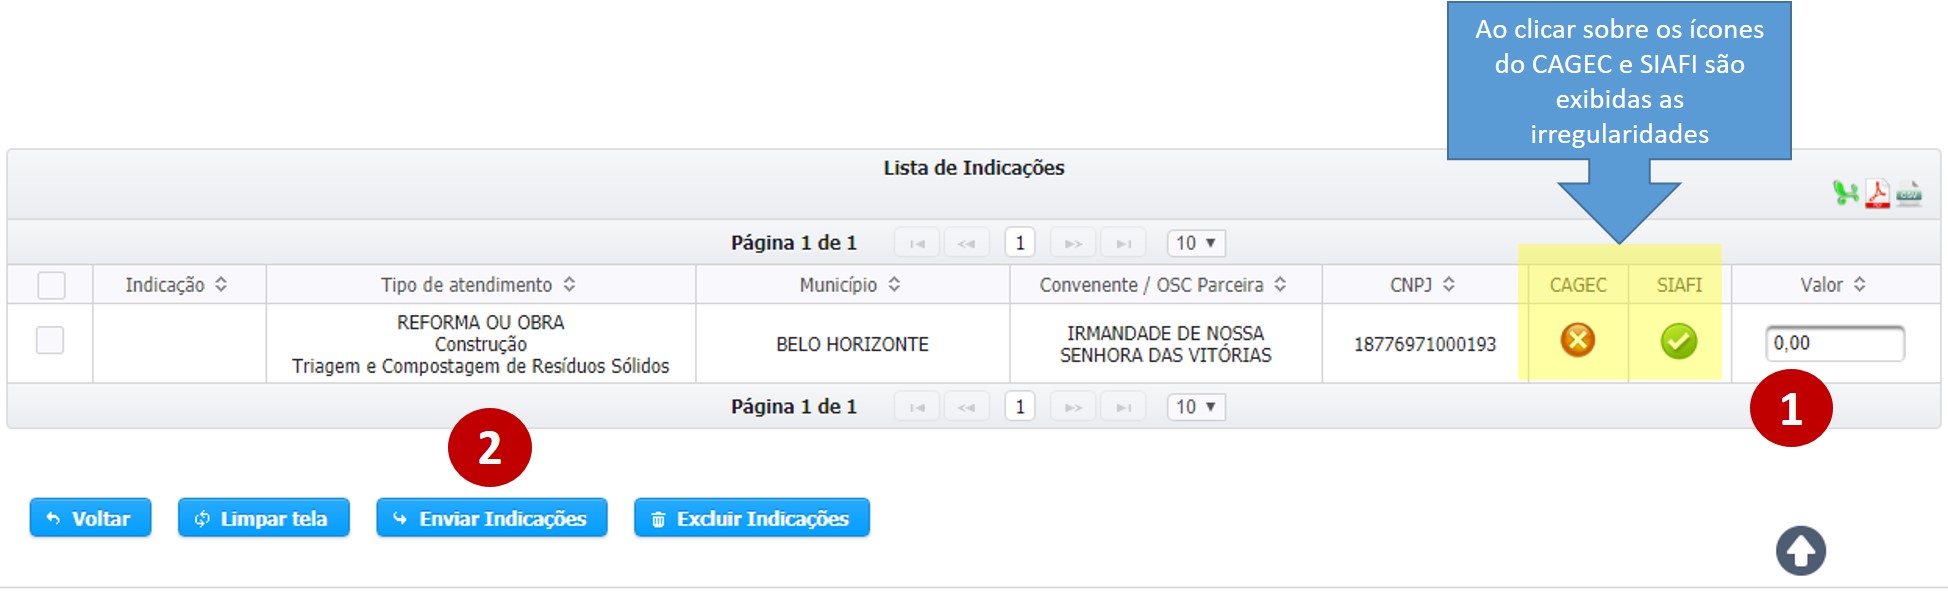 Ao clicar sobre os ícones
do CAGEC e SIAFI são
exibidas as
irregularidades
Lista de Indicações
Página 1 de 1 1 10
Indicação Tipo de atendimento Município Convenente / OSC Parceira CNPJ CAGEC SIAFI Valor
REFORMA OU OBRA
Construção
Triagem e Compostagem de Resíduos Sólidos
BELO HORIZONTE
IRMANDADE DE NOSSA
SENHORA DAS VITÓRIAS
18776971000193
0,00
Página 1 de 1 1 10
1
2
Voltar Limpar tela Enviar Indicações Excluir Indicações